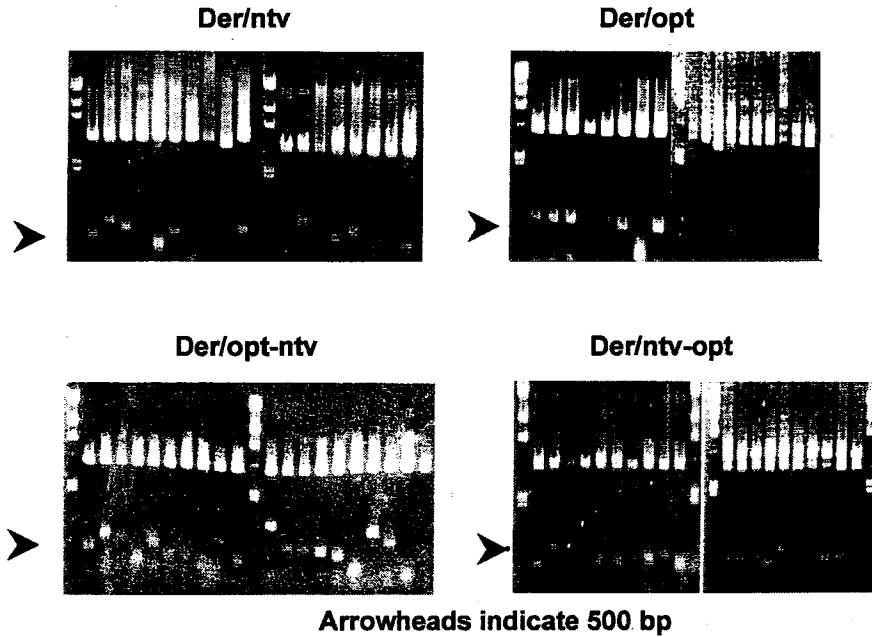 Der/ntv
Der/opt
Der/opt-ntv
Der/ntv-opt
Arrowheads indicate 500 bp